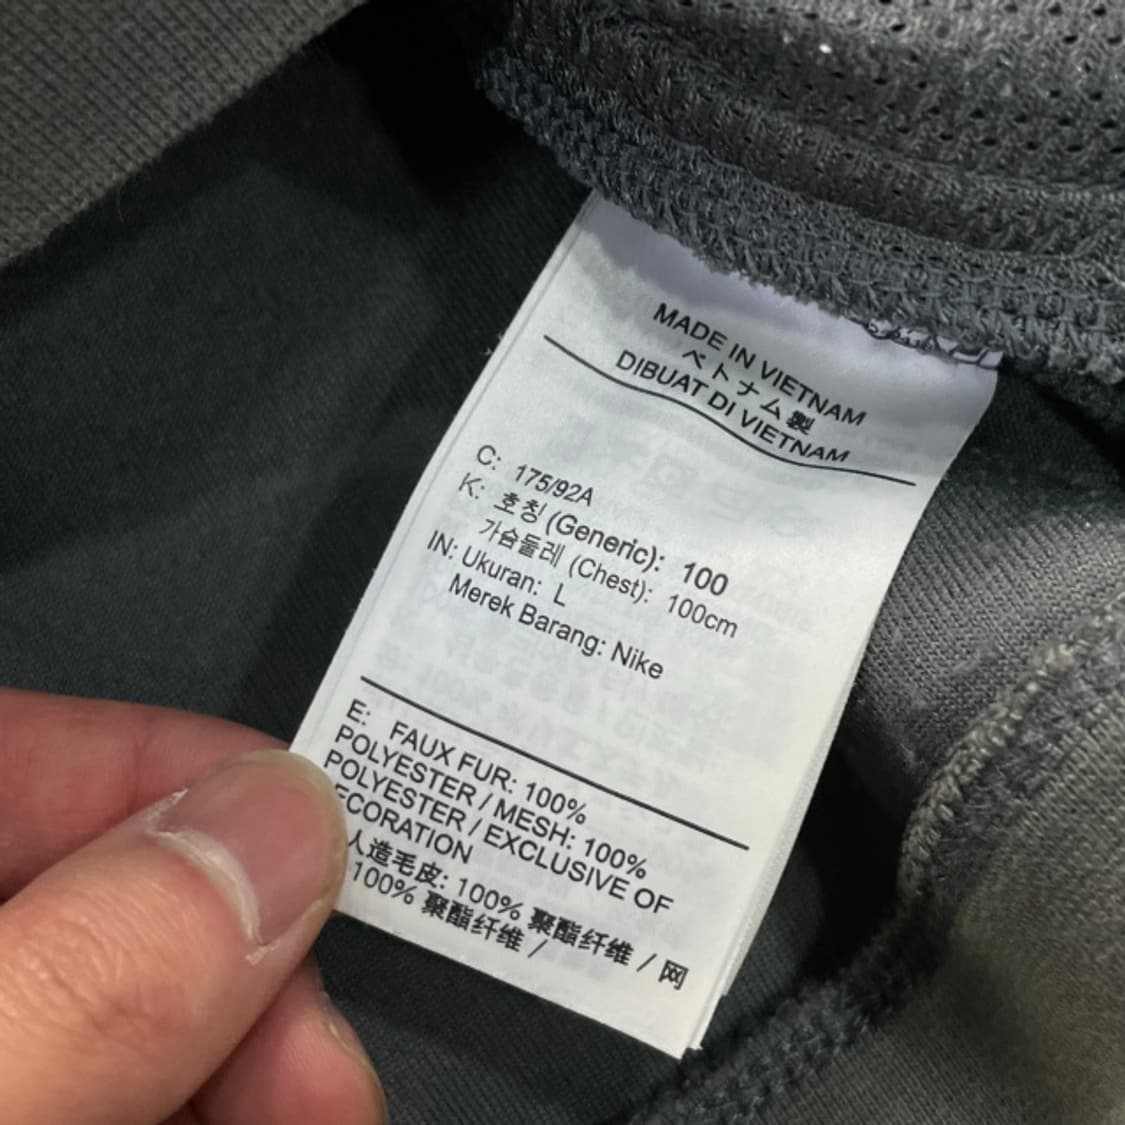 MADE IN VIETNAM
ベトナム製
DIBUAT DI VIETNAM
C: 175/92A
K: 호칭 (Generic): 100
가슴둘레 (Chest): 100cm
IN: Ukuran: L
Merek Barang: Nike
E: FAUX FUR: 100%
POLYESTER / MESH: 100%
POLYESTER / EXCLUSIVE OF
ECORATION
人造毛皮: 100% 聚酯纤维 / 网
100% 聚酯纤维 /